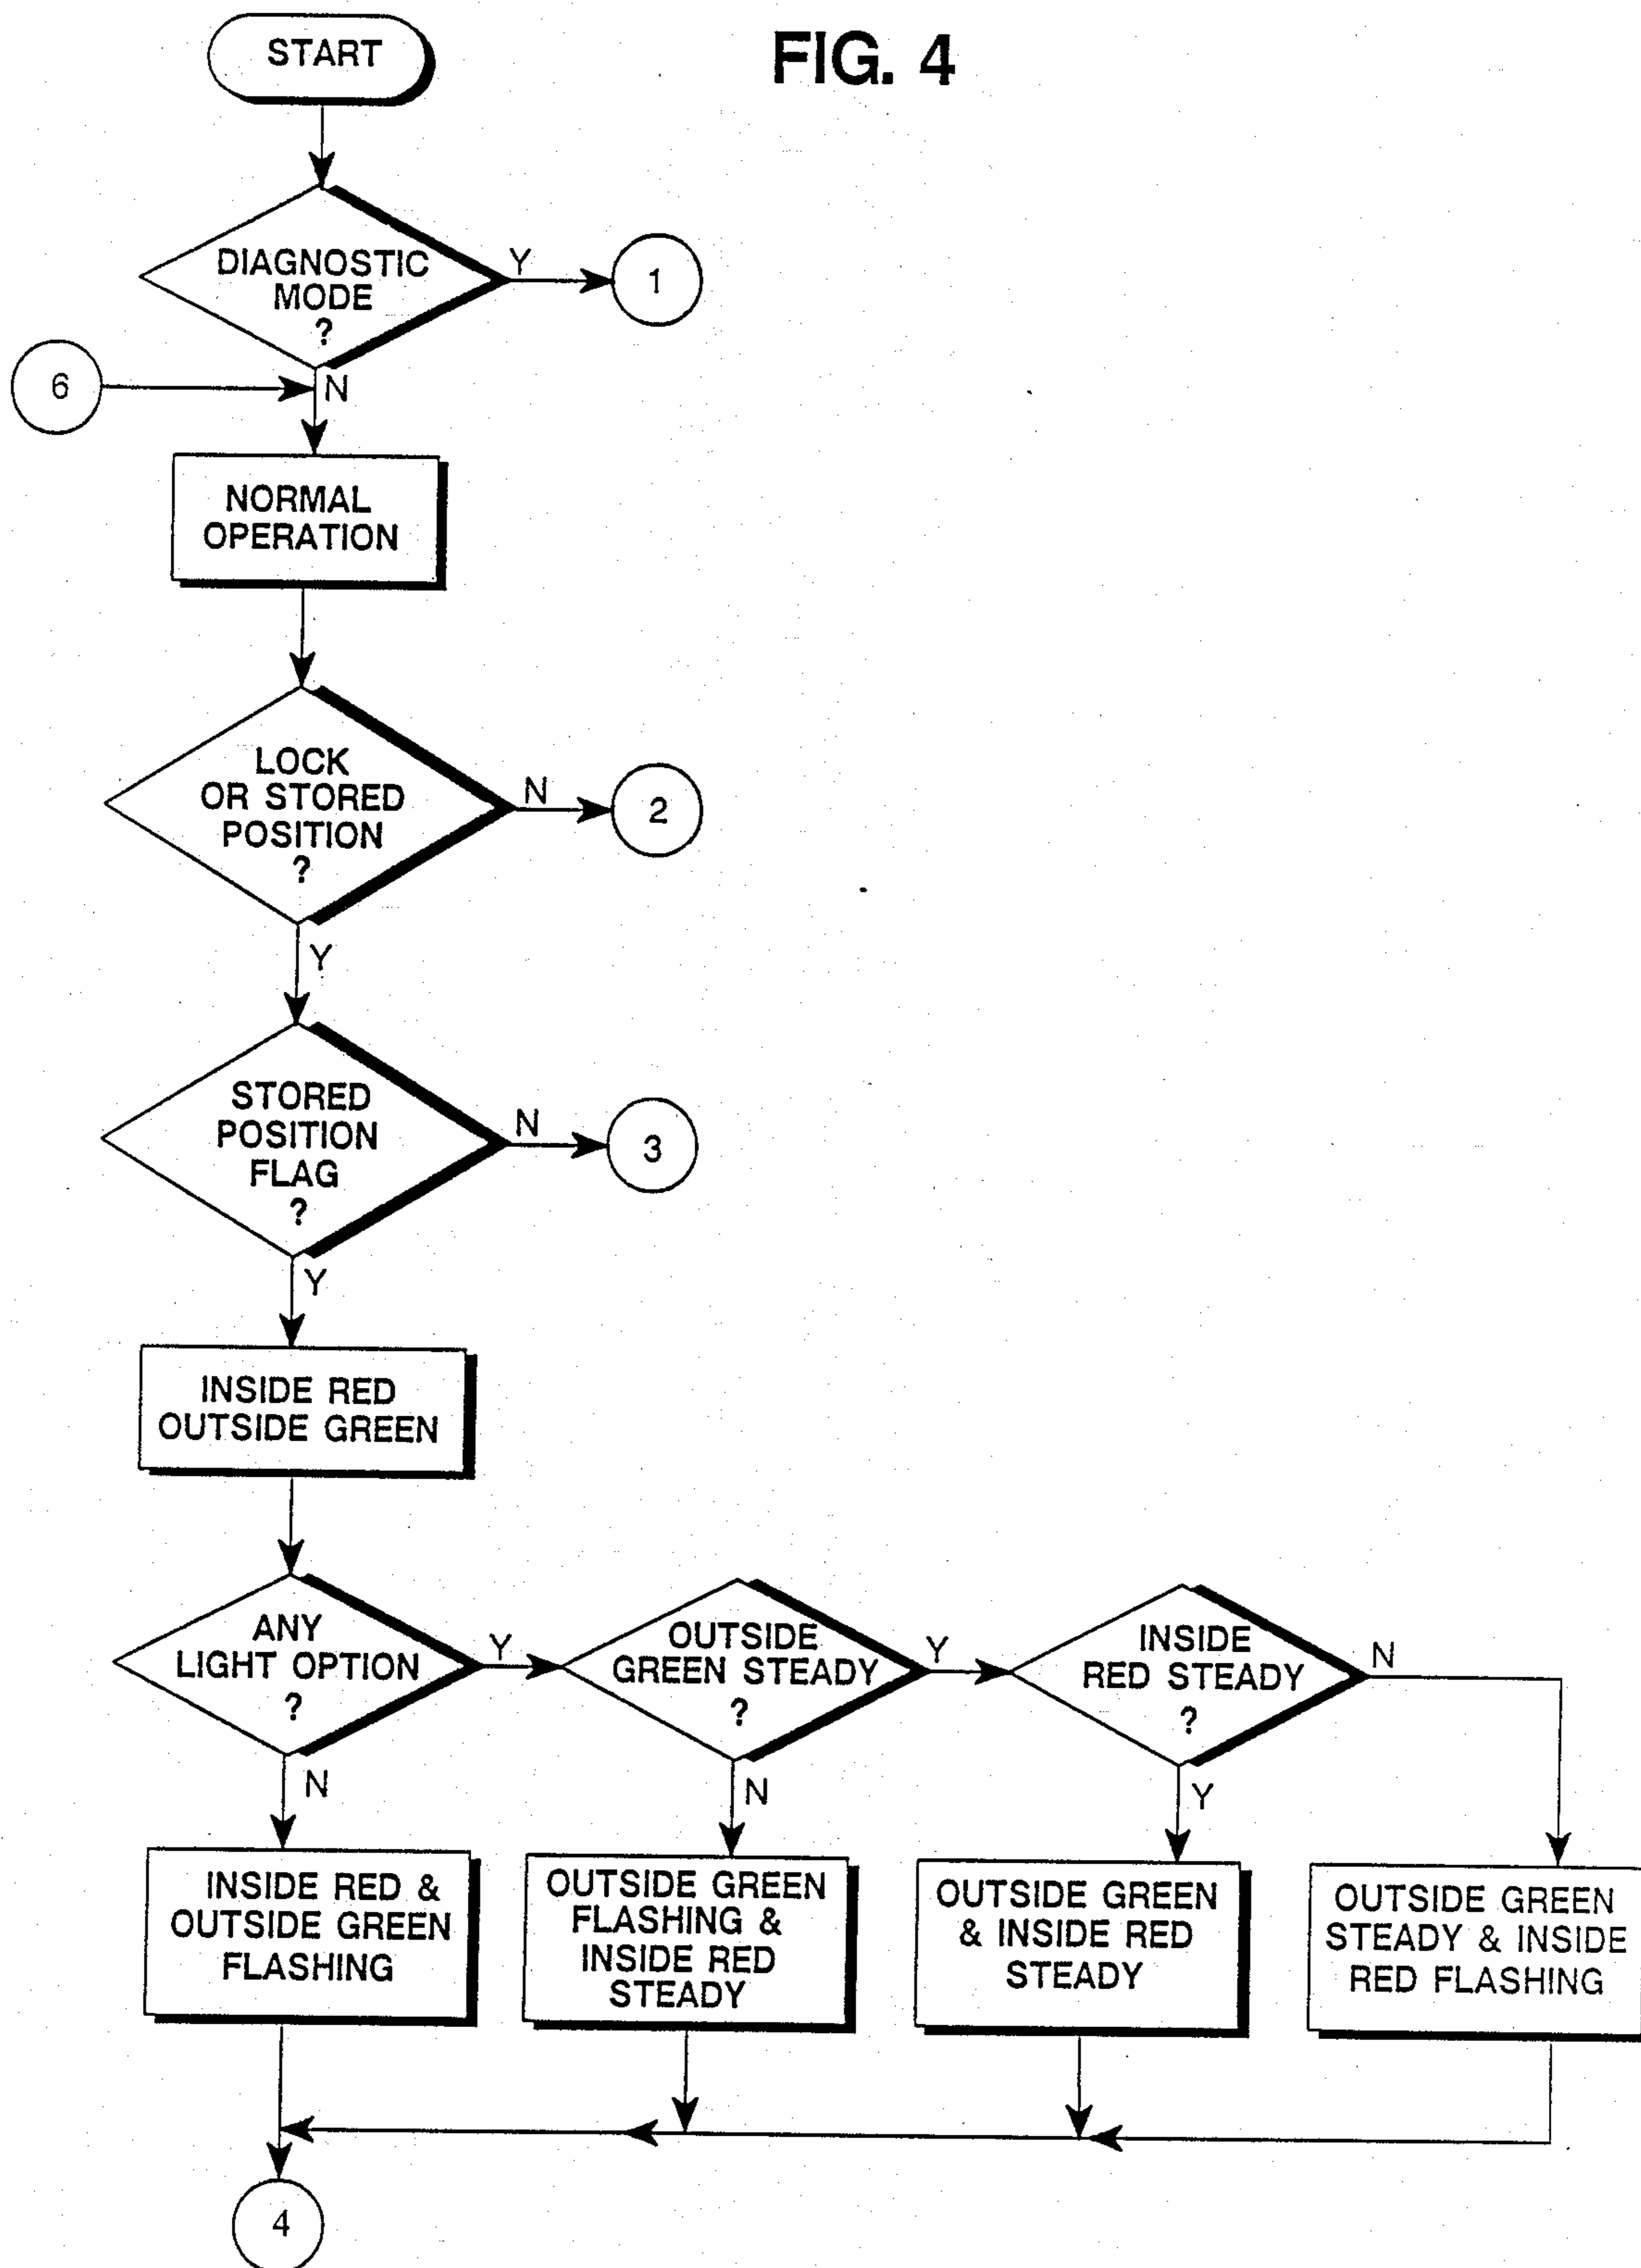 FIG. 4
START
DIAGNOSTIC
MODE
?
Y
1
6
N
NORMAL
OPERATION
LOCK
OR STORED
POSITION
?
N
2
Y
STORED
POSITION
FLAG
?
N
3
Y
INSIDE RED
OUTSIDE GREEN
ANY
LIGHT OPTION
?
Y
OUTSIDE
GREEN STEADY
?
Y
INSIDE
RED STEADY
?
N
N
N
Y
INSIDE RED &
OUTSIDE GREEN
FLASHING
OUTSIDE GREEN
FLASHING &
INSIDE RED
STEADY
OUTSIDE GREEN
& INSIDE RED
STEADY
OUTSIDE GREEN
STEADY & INSIDE
RED FLASHING
4